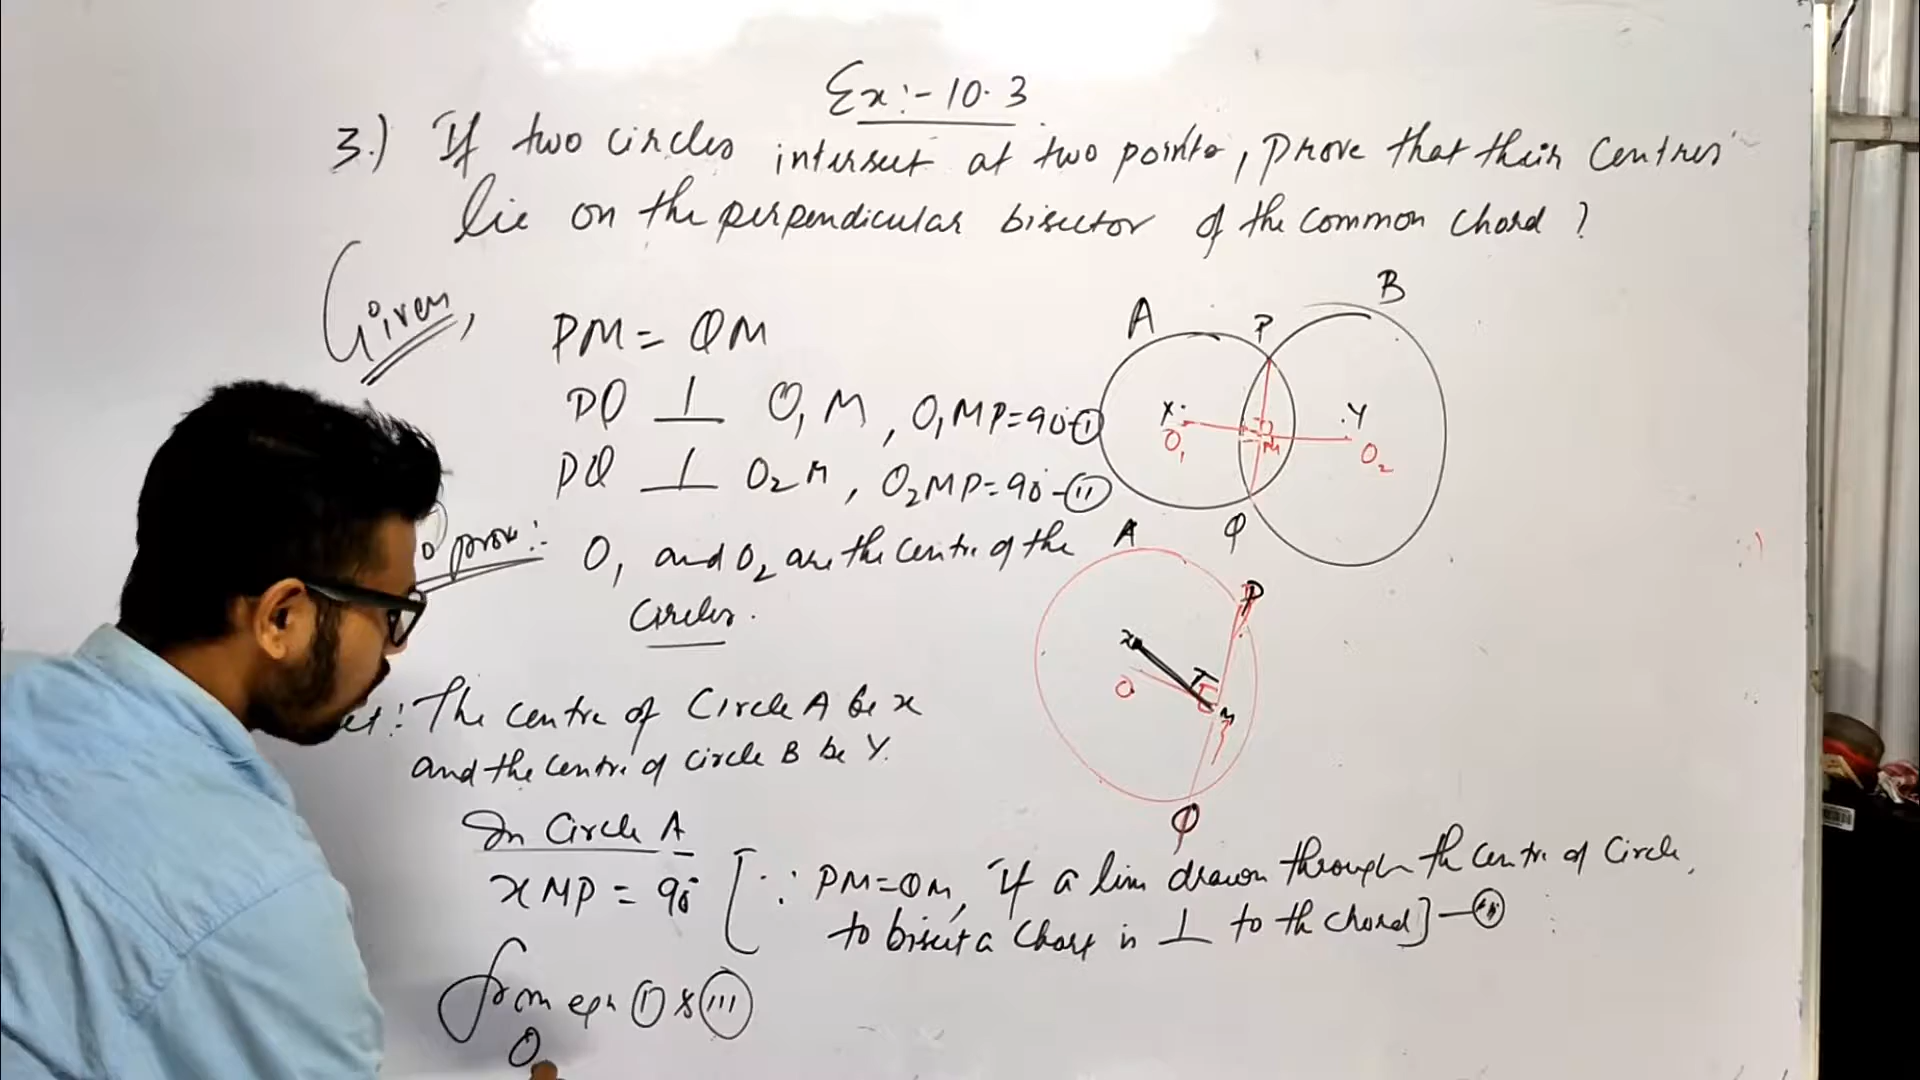 Ex:- 10.3
3.) If two circles intersect at two points, prove that their Centres
lie on the perpendicular bisector of the common chord ?
Given,
PM = QM
PQ ⊥ O₁M, O₁MP=90°-(I)
PQ ⊥ O₂M, O₂MP=90°-(II)
o prove:- O₁ and O₂ are the centre of the
Circles.
et: The centre of Circle A be x
and the centre of circle B be Y.
In Circle A
xMP = 90° [∵ PM=QM, If a line drawn through the centre of Circle,
to bisect a chord is ⊥ to the chord] -(III)
from eqn (I) & (III)
O
A
B
P
X
Y
O₁
M
O₂
Q
A
P
x
O
M
Q